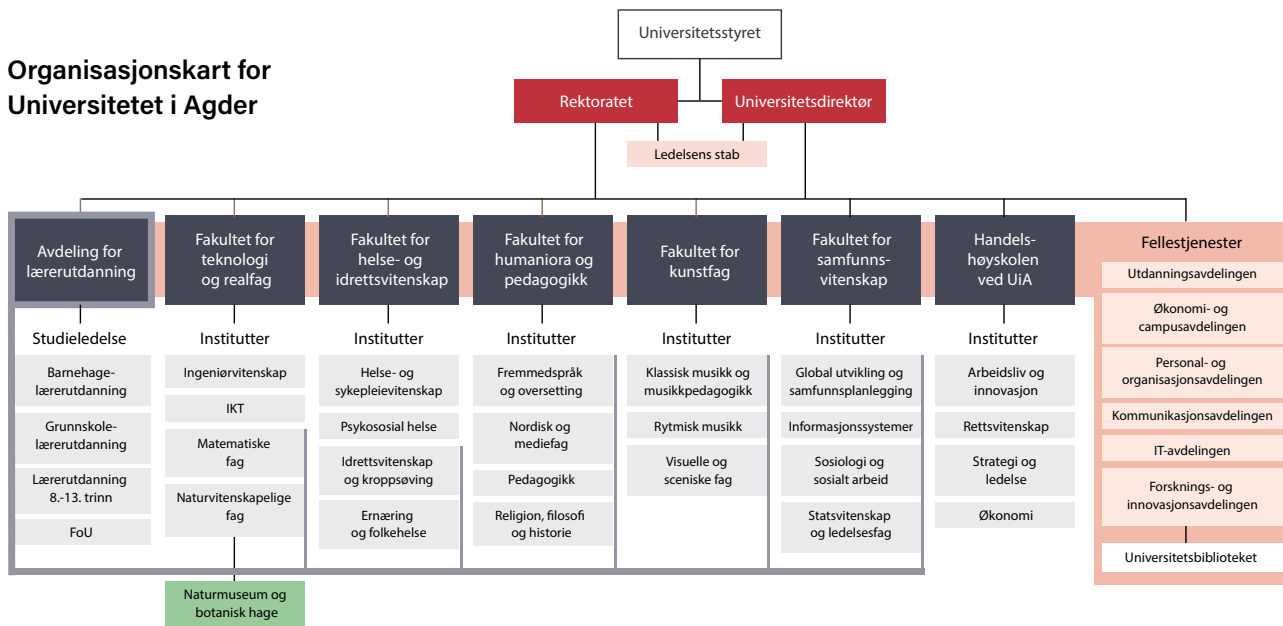 Organisasjonskart for
Universitetet i Agder
Universitetsstyret
Rektoratet
Universitetsdirektør
Ledelsens stab
Avdeling for
lærerutdanning
Studieledelse
Barnehage-
lærerutdanning
Grunnskole-
lærerutdanning
Lærerutdanning
8.-13. trinn
FoU
Fakultet for
teknologi
og realfag
Institutter
Ingeniørvitenskap
IKT
Matematiske
fag
Naturvitenskapelige
fag
Naturmuseum og
botanisk hage
Fakultet for
helse- og
idrettsvitenskap
Institutter
Helse- og
sykepleievitenskap
Psykososial helse
Idrettsvitenskap
og kroppsøving
Ernæring
og folkehelse
Fakultet for
humaniora og
pedagogikk
Institutter
Fremmedspråk
og oversetting
Nordisk og
mediefag
Pedagogikk
Religion, filosofi
og historie
Fakultet for
kunstfag
Institutter
Klassisk musikk og
musikkpedagogikk
Rytmisk musikk
Visuelle og
sceniske fag
Fakultet for
samfunns-
vitenskap
Institutter
Global utvikling og
samfunnsplanlegging
Informasjonssystemer
Sosiologi og
sosialt arbeid
Statsvitenskap
og ledelsesfag
Handels-
høyskolen
ved UiA
Institutter
Arbeidsliv og
innovasjon
Rettsvitenskap
Strategi og
ledelse
Økonomi
Fellestjenester
Utdanningsavdelingen
Økonomi- og
campusavdelingen
Personal- og
organisasjonsavdelingen
Kommunikasjonsavdelingen
IT-avdelingen
Forsknings- og
innovasjonsavdelingen
Universitetsbiblioteket